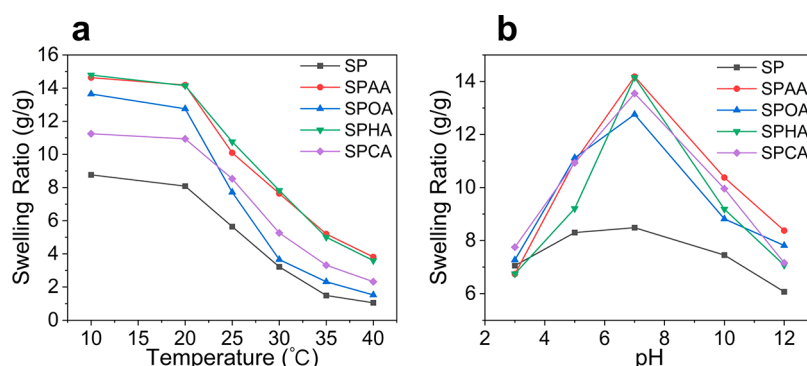 a
16
14
12
10
8
6
4
2
0
Swelling Ratio (g/g)
SP
SPAA
SPOA
SPHA
SPCA
10 15 20 25 30 35 40
Temperature (℃)
b
14
12
10
8
6
Swelling Ratio (g/g)
SP
SPAA
SPOA
SPHA
SPCA
2 4 6 8 10 12
pH